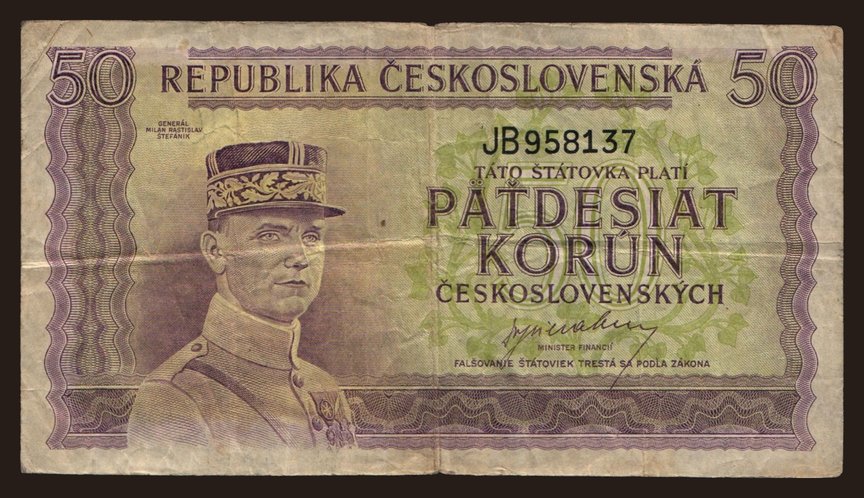 50 REPUBLIKA ČESKOSLOVENSKÁ 50
GENERÁL
MILAN RASTISLAV
ŠTEFÁNIK
JB958137
TÁTO ŠTÁTOVKA PLATÍ
PÄŤDESIAT
KORÚN
ČESKOSLOVENSKÝCH
MINISTER FINANCIÍ
FALŠOVANIE ŠTÁTOVIEK TRESTÁ SA PODĽA ZÁKONA